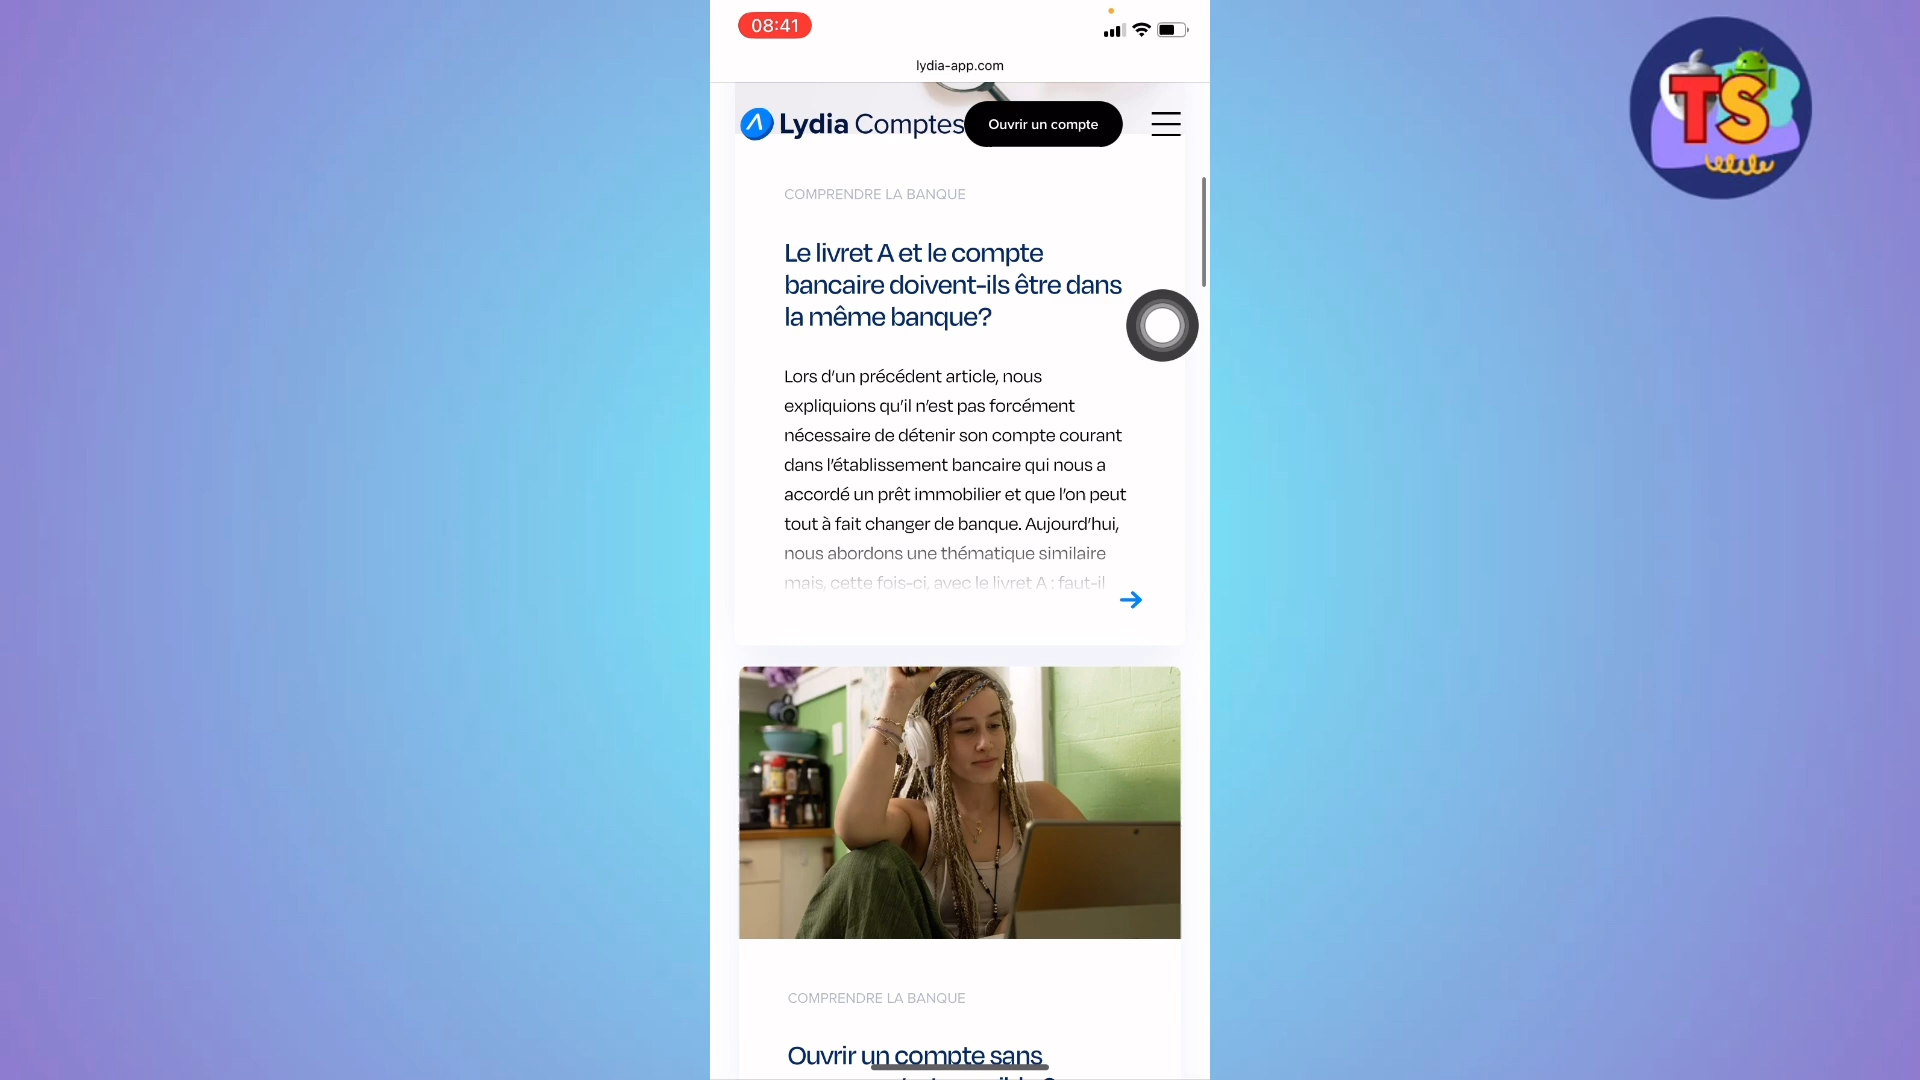 08:41
lydia-app.com
Lydia Comptes
Ouvrir un compte
TS
COMPRENDRE LA BANQUE
Le livret A et le compte
bancaire doivent-ils être dans
la même banque?
Lors d’un précédent article, nous
expliquions qu’il n’est pas forcément
nécessaire de détenir son compte courant
dans l’établissement bancaire qui nous a
accordé un prêt immobilier et que l’on peut
tout à fait changer de banque. Aujourd’hui,
nous abordons une thématique similaire
mais, cette fois-ci, avec le livret A : faut-il
COMPRENDRE LA BANQUE
Ouvrir un compte sans